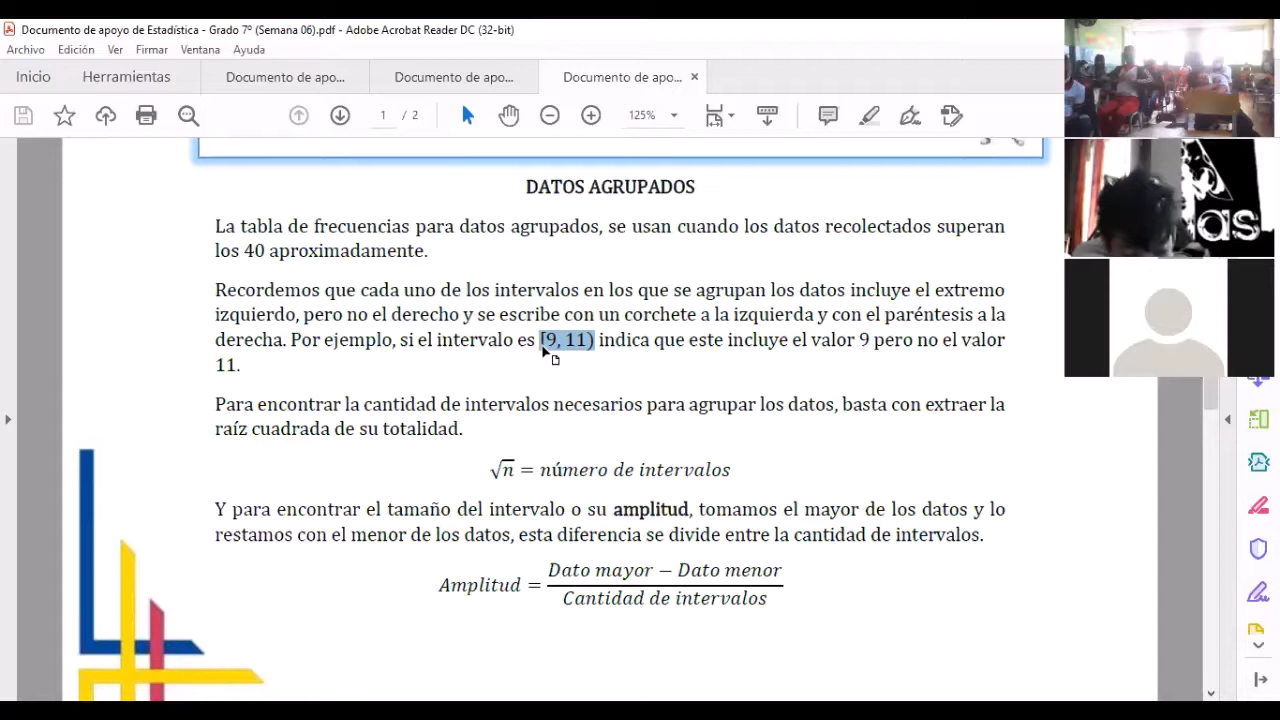 Documento de apoyo de Estadística - Grado 7º (Semana 06).pdf - Adobe Acrobat Reader DC (32-bit)
Archivo Edición Ver Firmar Ventana Ayuda
Inicio Herramientas Documento de apo... Documento de apo... Documento de apo... ×
1 / 2 125%
DATOS AGRUPADOS
La tabla de frecuencias para datos agrupados, se usan cuando los datos recolectados superan
los 40 aproximadamente.
Recordemos que cada uno de los intervalos en los que se agrupan los datos incluye el extremo
izquierdo, pero no el derecho y se escribe con un corchete a la izquierda y con el paréntesis a la
derecha. Por ejemplo, si el intervalo es [9, 11) indica que este incluye el valor 9 pero no el valor
11.
Para encontrar la cantidad de intervalos necesarios para agrupar los datos, basta con extraer la
raíz cuadrada de su totalidad.
√n = número de intervalos
Y para encontrar el tamaño del intervalo o su amplitud, tomamos el mayor de los datos y lo
restamos con el menor de los datos, esta diferencia se divide entre la cantidad de intervalos.
Dato mayor − Dato menor
Amplitud =
Cantidad de intervalos
as